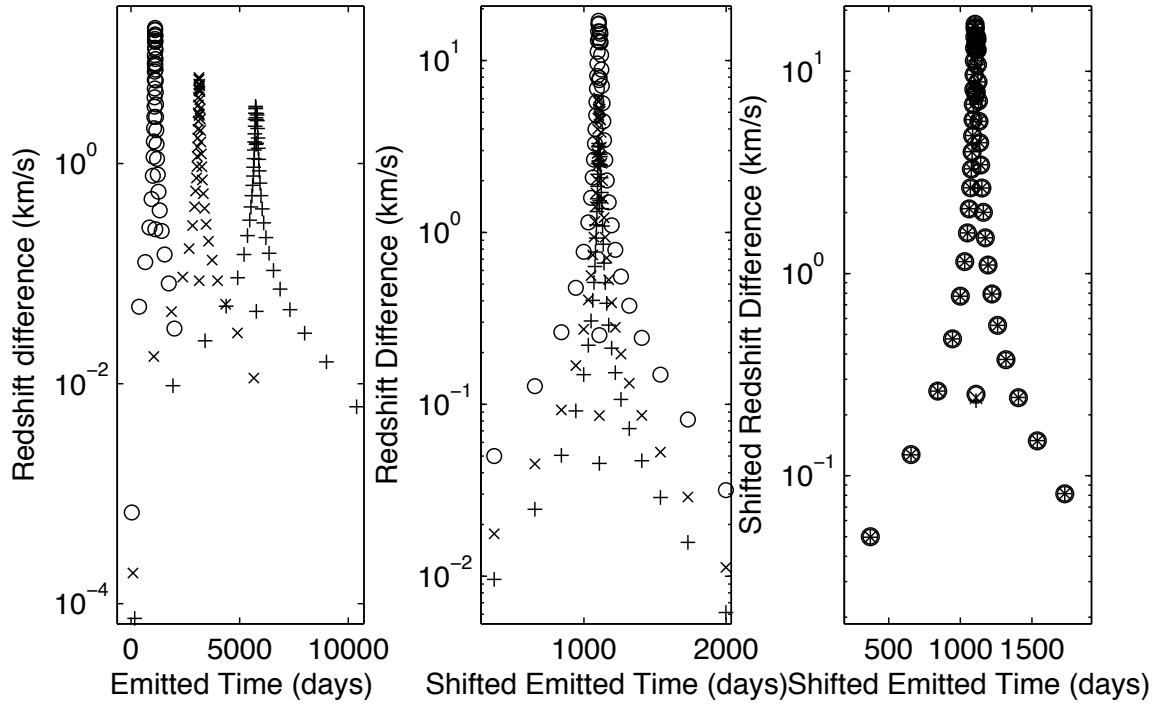 Redshift difference (km/s)
10^0
10^-2
10^-4
0 5000 10000
Emitted Time (days)
Redshift Difference (km/s)
10^1
10^0
10^-1
10^-2
1000 2000
Shifted Emitted Time (days)
Shifted Redshift Difference (km/s)
10^1
10^0
10^-1
500 1000 1500
Shifted Emitted Time (days)